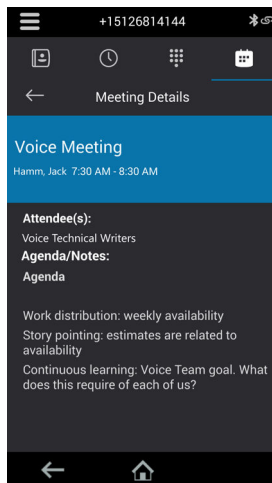 +15126814144
Meeting Details
Voice Meeting
Hamm, Jack 7:30 AM - 8:30 AM
Attendee(s):
Voice Technical Writers
Agenda/Notes:
Agenda
Work distribution: weekly availability
Story pointing: estimates are related to
availability
Continuous learning: Voice Team goal. What
does this require of each of us?